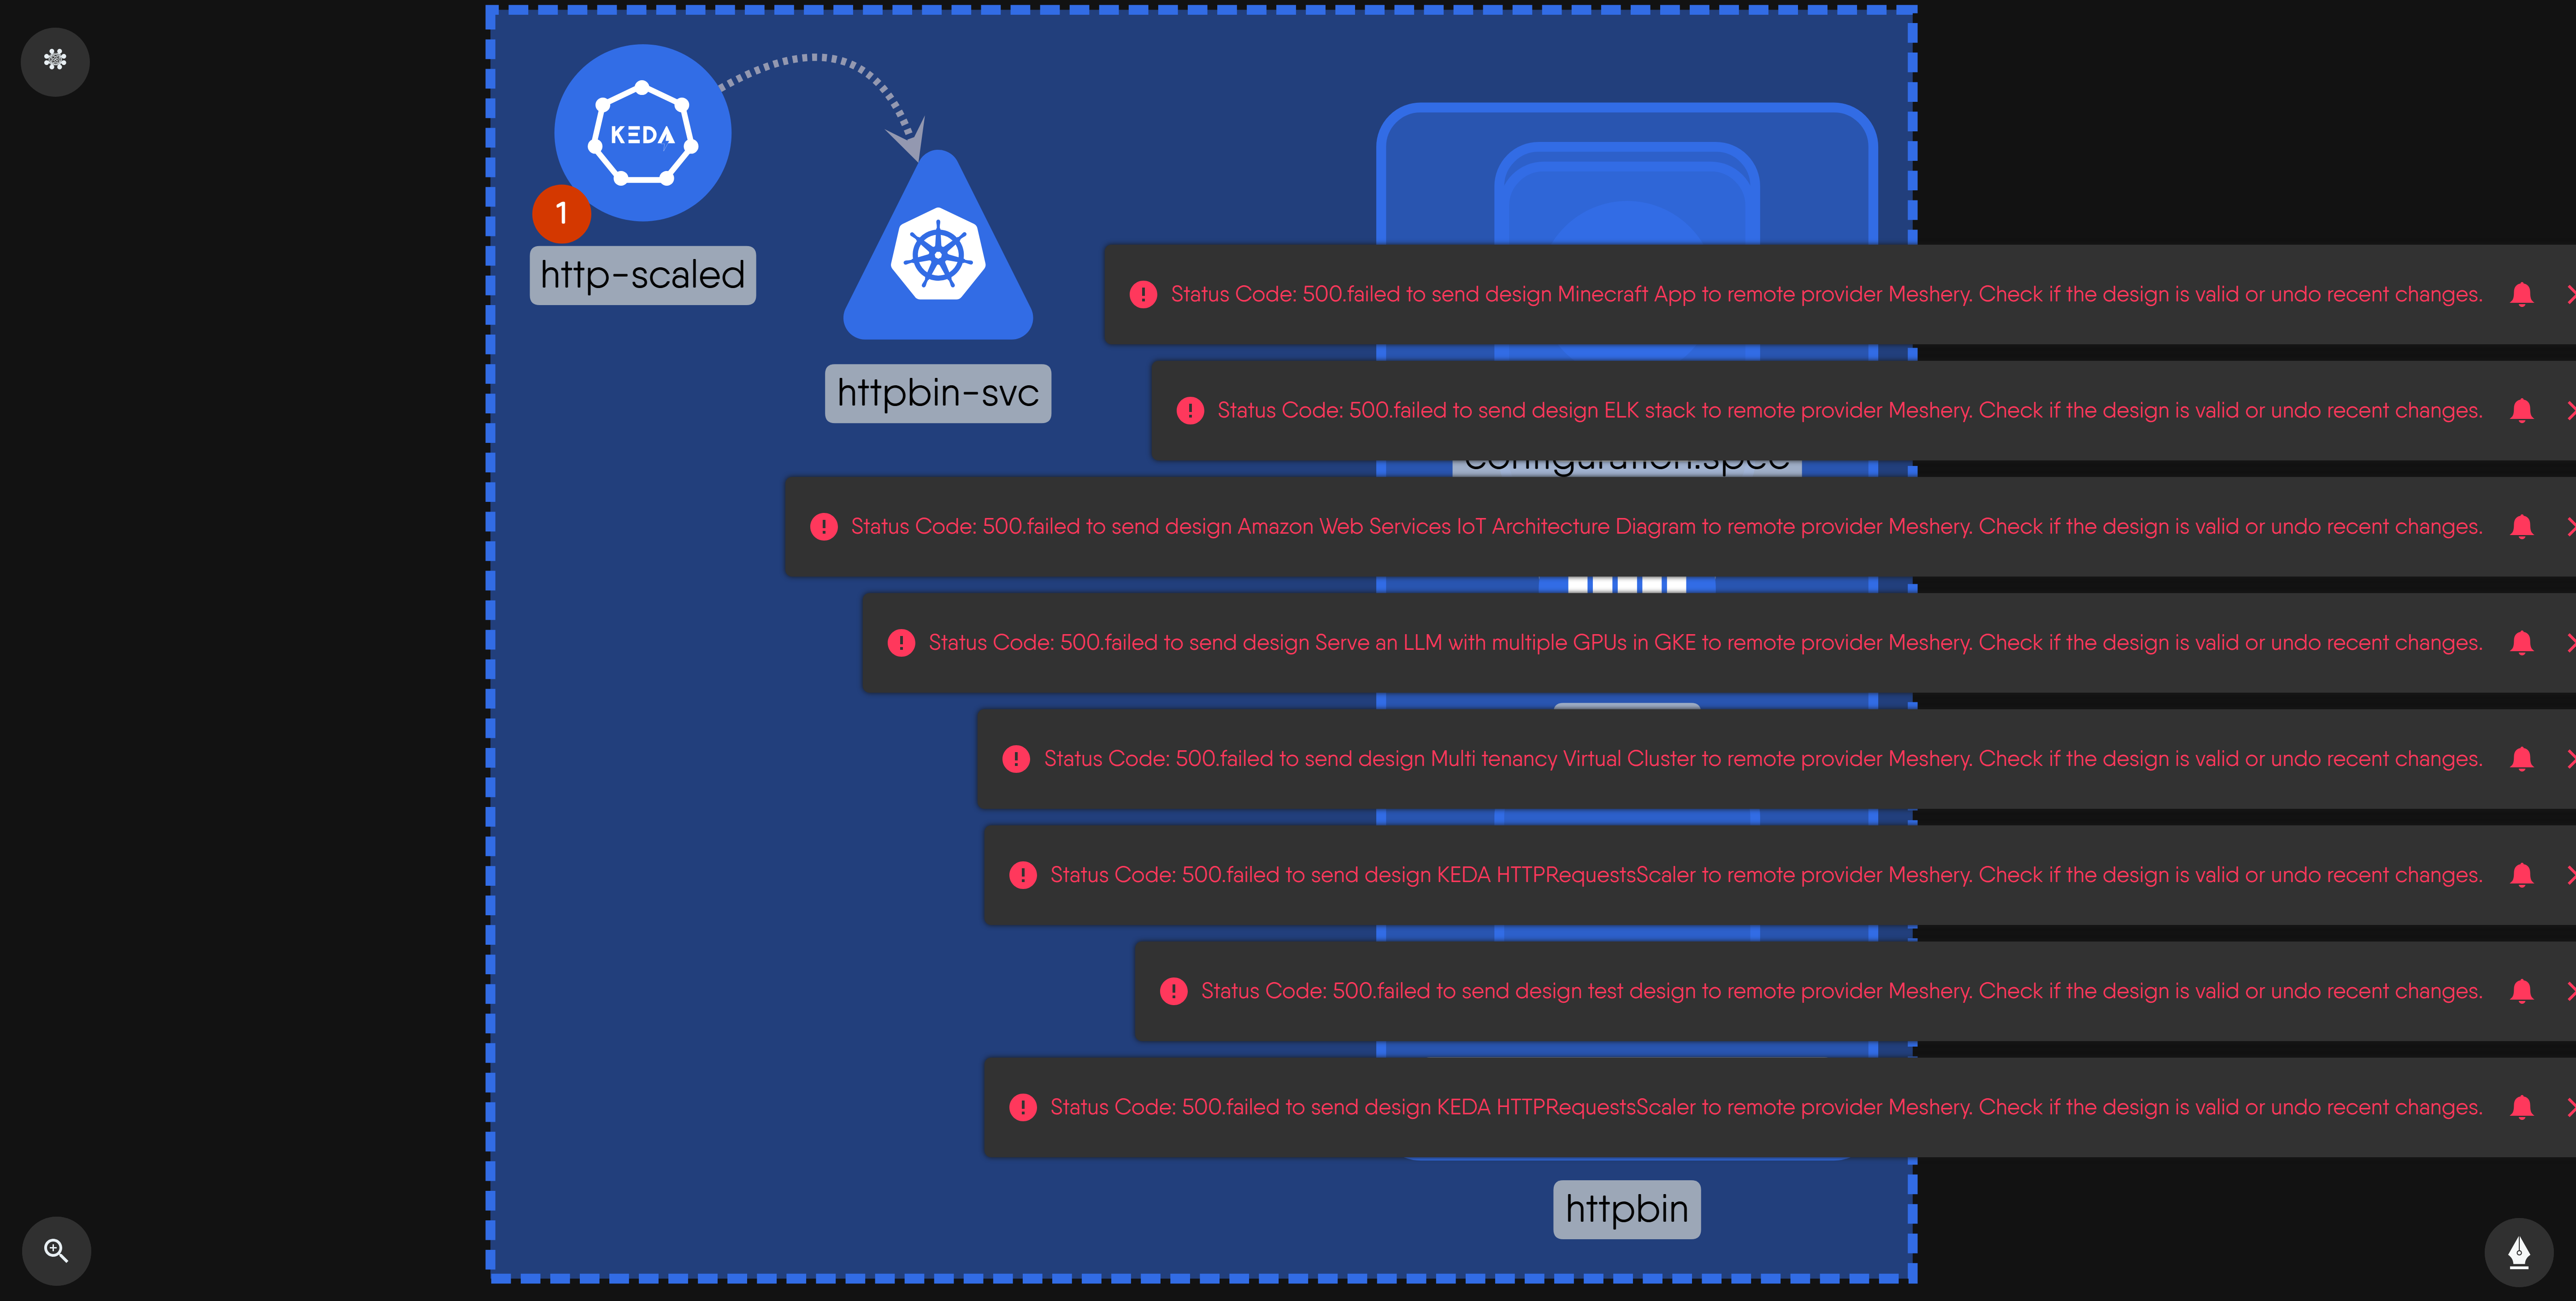 KEDA
1
http-scaled
httpbin-svc
Status Code: 500.failed to send design Minecraft App to remote provider Meshery. Check if the design is valid or undo recent changes.
Status Code: 500.failed to send design ELK stack to remote provider Meshery. Check if the design is valid or undo recent changes.
configuration.spec
Status Code: 500.failed to send design Amazon Web Services IoT Architecture Diagram to remote provider Meshery. Check if the design is valid or undo recent changes.
Status Code: 500.failed to send design Serve an LLM with multiple GPUs in GKE to remote provider Meshery. Check if the design is valid or undo recent changes.
Status Code: 500.failed to send design Multi tenancy Virtual Cluster to remote provider Meshery. Check if the design is valid or undo recent changes.
Status Code: 500.failed to send design KEDA HTTPRequestsScaler to remote provider Meshery. Check if the design is valid or undo recent changes.
Status Code: 500.failed to send design test design to remote provider Meshery. Check if the design is valid or undo recent changes.
Status Code: 500.failed to send design KEDA HTTPRequestsScaler to remote provider Meshery. Check if the design is valid or undo recent changes.
httpbin